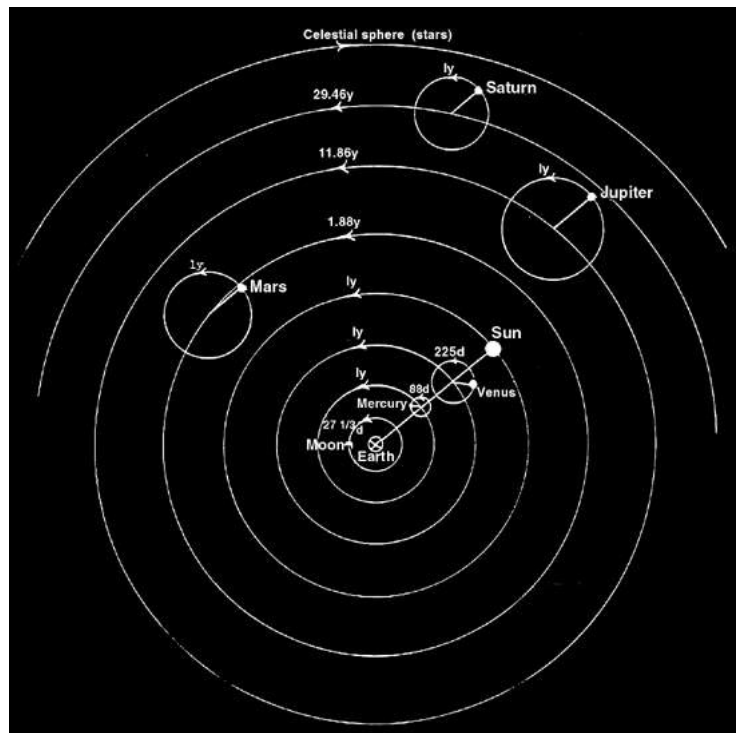 Celestial sphere (stars)
ly
Saturn
29.46y
11.86y
ly
Jupiter
1.88y
1y
Mars
ly
Sun
ly
225d
ly
88d
Venus
Mercury
27 1/3
d
Moon
Earth